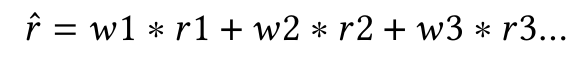 r̂ = w1 ∗ r1 + w2 ∗ r2 + w3 ∗ r3...